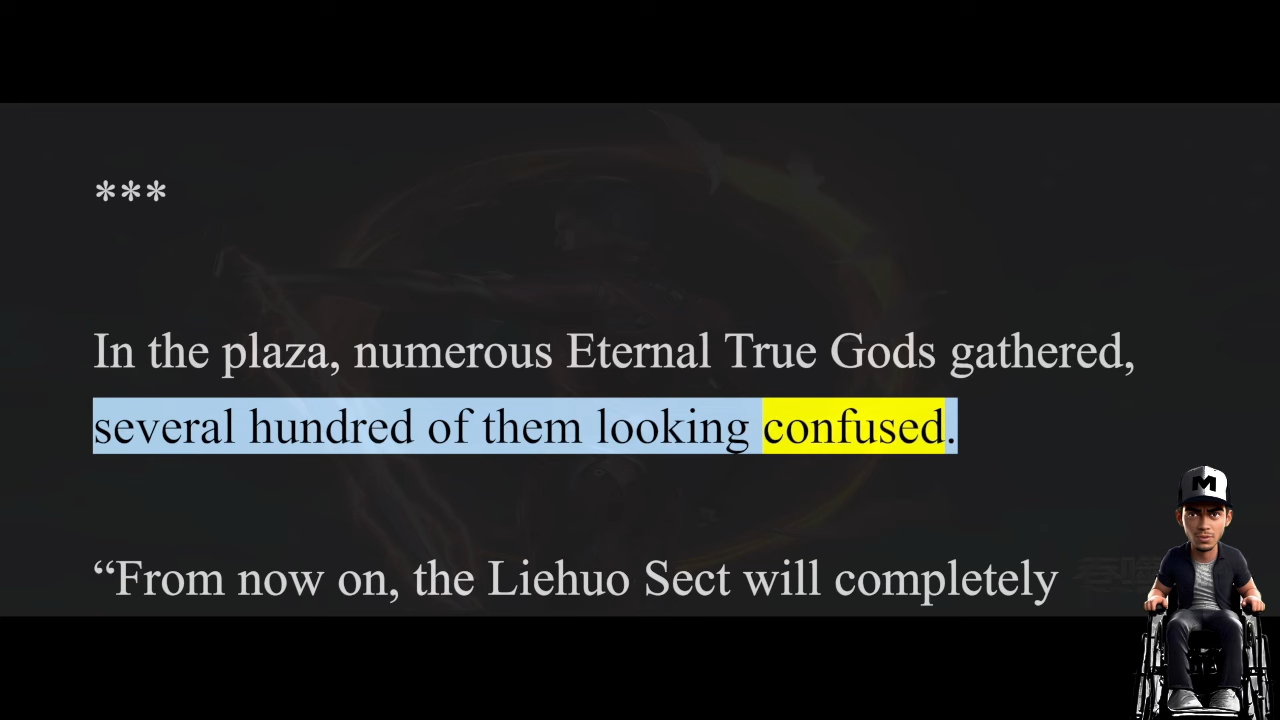 ***
In the plaza, numerous Eternal True Gods gathered,
several hundred of them looking confused.
“From now on, the Liehuo Sect will completely
M